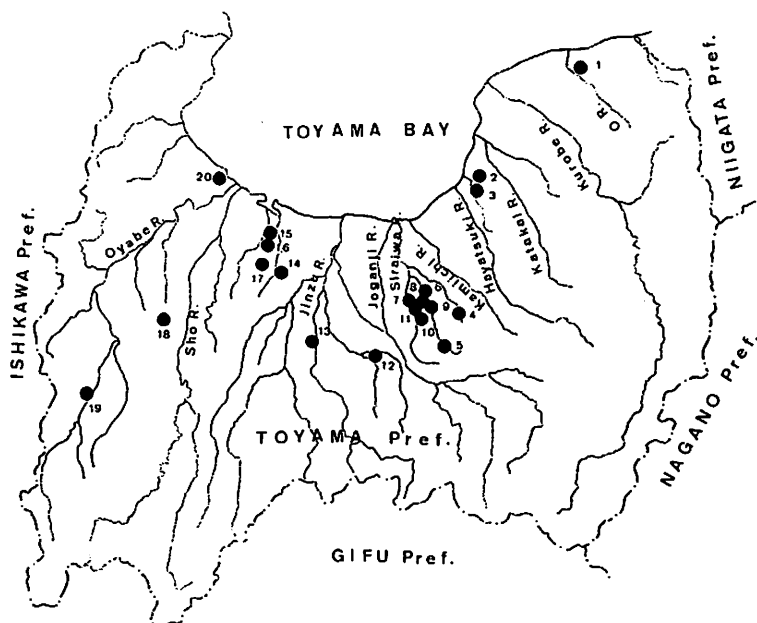 1
TOYAMA BAY
O R.
Kurobe R.
NIIGATA Pref.
2
3
20
Katakai R.
Hayatsuki R.
Oyabe R.
15
6
17
14
Jinzu R.
Joganji R.
Siraiwa R.
Kamiichi R.
ISHIKAWA Pref.
8
6
7
9
4
11
10
5
18
Sho R.
13
12
19
TOYAMA Pref.
NAGANO Pref.
GIFU Pref.